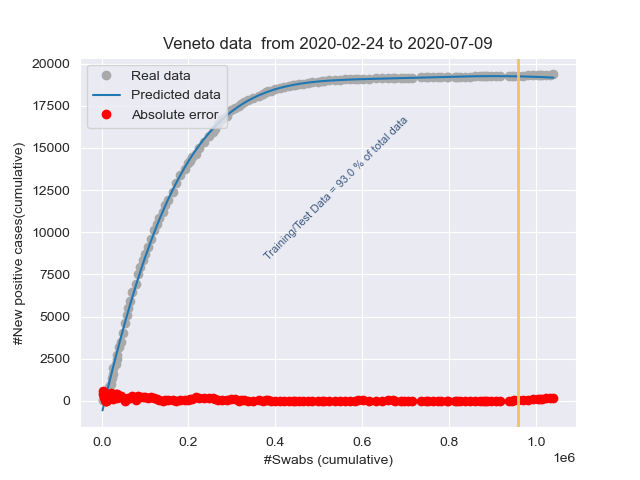 Veneto data  from 2020-02-24 to 2020-07-09
20000
17500
15000
12500
10000
7500
5000
2500
0
#New positive cases(cumulative)
Real data
Predicted data
Absolute error
Training/Test Data = 93.0 % of total data
0.0
0.2
0.4
0.6
0.8
1.0
1e6
#Swabs (cumulative)